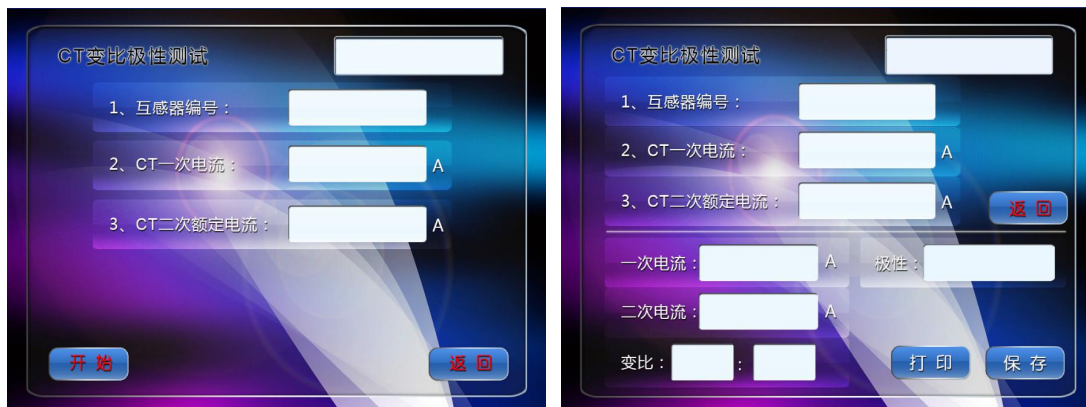 CT变比极性测试
1、互感器编号：
2、CT一次电流： A
3、CT二次额定电流： A
开 始 返 回
CT变比极性测试
1、互感器编号：
2、CT一次电流： A
3、CT二次额定电流： A
返 回
一次电流： A 极性：
二次电流： A
变比： :
打 印 保 存